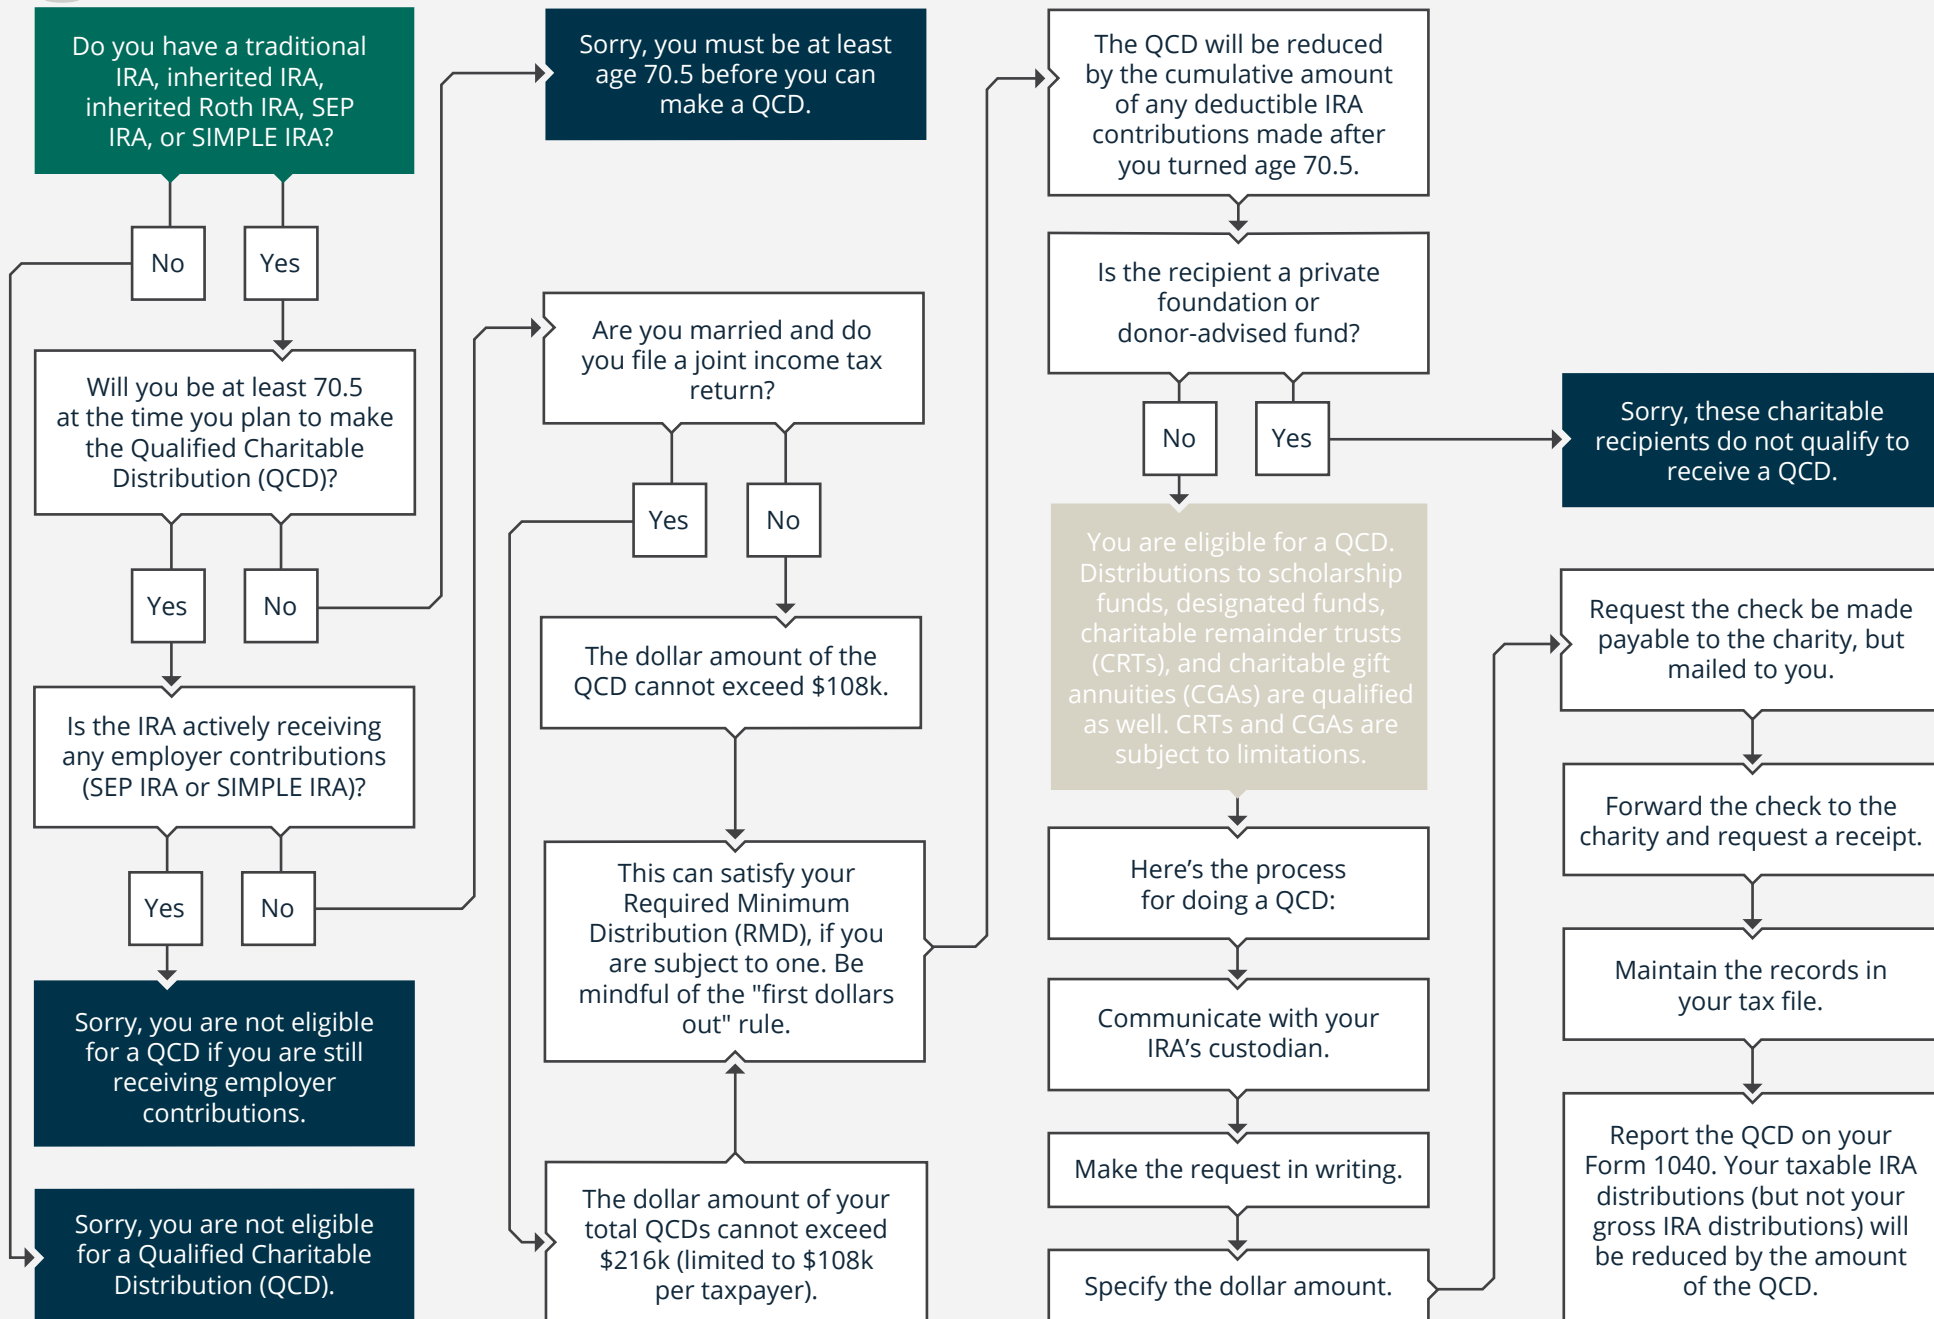 Do you have a traditional
IRA, inherited IRA,
inherited Roth IRA, SEP
IRA, or SIMPLE IRA?
No
Yes
Will you be at least 70.5
at the time you plan to make
the Qualified Charitable
Distribution (QCD)?
Yes
No
Is the IRA actively receiving
any employer contributions
(SEP IRA or SIMPLE IRA)?
Yes
No
Sorry, you are not eligible
for a QCD if you are still
receiving employer
contributions.
Sorry, you are not eligible
for a Qualified Charitable
Distribution (QCD).
Sorry, you must be at least
age 70.5 before you can
make a QCD.
Are you married and do
you file a joint income tax
return?
Yes
No
The dollar amount of the
QCD cannot exceed $108k.
This can satisfy your
Required Minimum
Distribution (RMD), if you
are subject to one. Be
mindful of the "first dollars
out" rule.
The dollar amount of your
total QCDs cannot exceed
$216k (limited to $108k
per taxpayer).
The QCD will be reduced
by the cumulative amount
of any deductible IRA
contributions made after
you turned age 70.5.
Is the recipient a private
foundation or
donor-advised fund?
No
Yes
Sorry, these charitable
recipients do not qualify to
receive a QCD.
You are eligible for a QCD.
Distributions to scholarship
funds, designated funds,
charitable remainder trusts
(CRTs), and charitable gift
annuities (CGAs) are qualified
as well. CRTs and CGAs are
subject to limitations.
Here’s the process
for doing a QCD:
Communicate with your
IRA’s custodian.
Make the request in writing.
Specify the dollar amount.
Request the check be made
payable to the charity, but
mailed to you.
Forward the check to the
charity and request a receipt.
Maintain the records in
your tax file.
Report the QCD on your
Form 1040. Your taxable IRA
distributions (but not your
gross IRA distributions) will
be reduced by the amount
of the QCD.